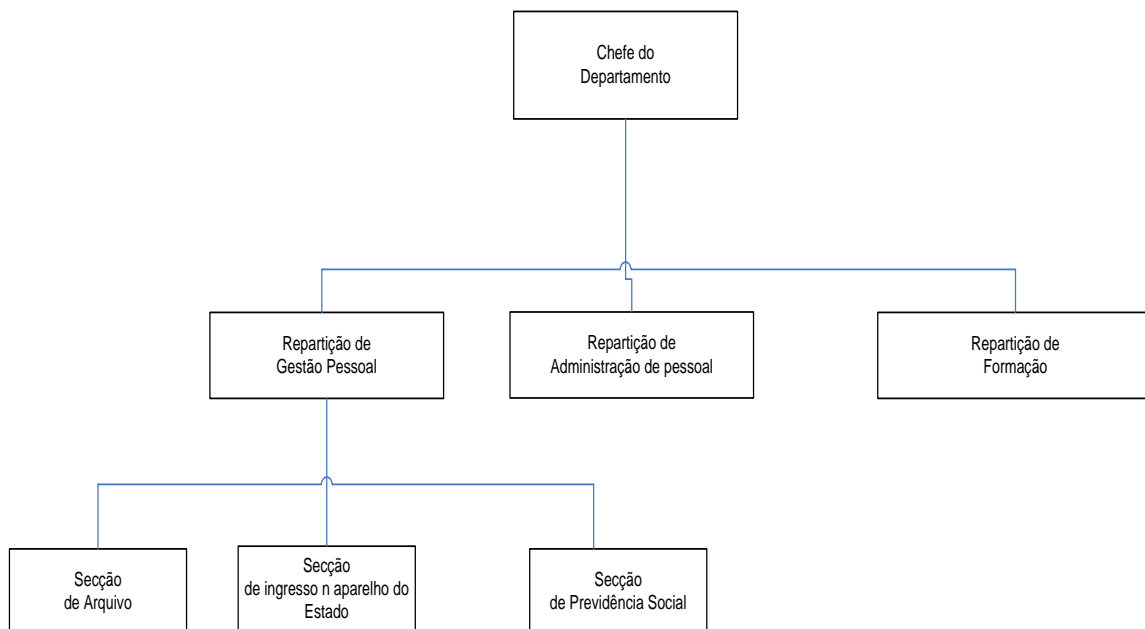 Chefe do
Departamento
Repartição de
Gestão Pessoal
Repartição de
Administração de pessoal
Repartição de
Formação
Secção
de Arquivo
Secção
de ingresso n aparelho do
Estado
Secção
de Previdência Social